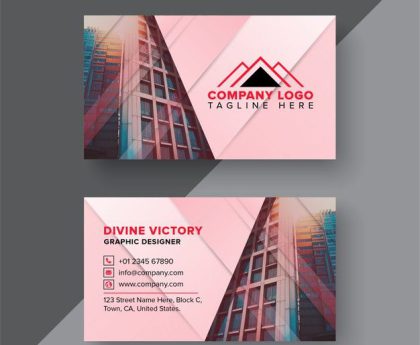 COMPANY LOGO
TAGLINE HERE
DIVINE VICTORY
GRAPHIC DESIGNER
+01 2345 67890
info@company.com
www.company.com
123 Street Name Here, Block C,
Town, CA, United States.